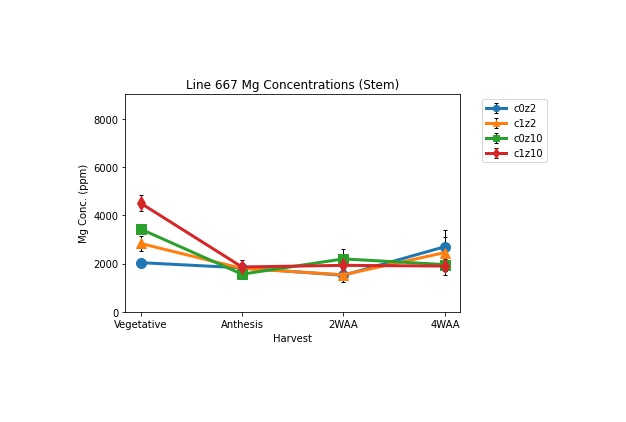 Line 667 Mg Concentrations (Stem)
Mg Conc. (ppm)
8000
6000
4000
2000
0
Vegetative Anthesis 2WAA 4WAA
Harvest
c0z2
c1z2
c0z10
c1z10